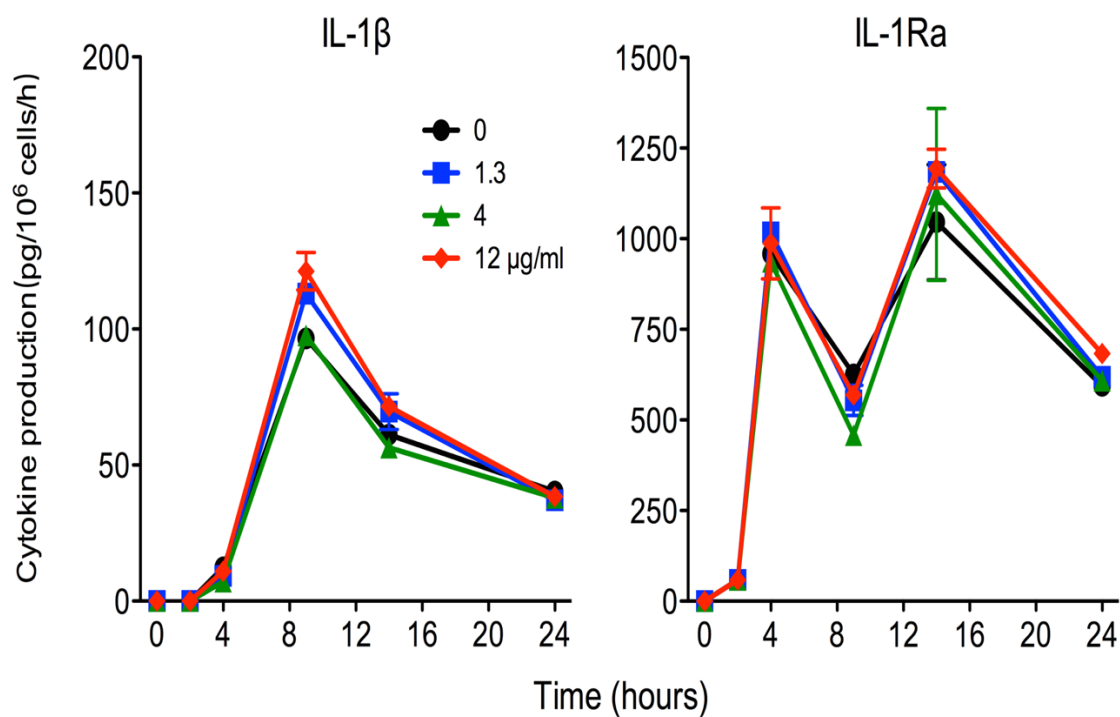 IL-1β
IL-1Ra
Cytokine production(pg/10⁶ cells/h)
200
150
100
50
0
0
1.3
4
12 μg/ml
0 4 8 12 16 20 24
1500
1250
1000
750
500
250
0
0 4 8 12 16 20 24
Time (hours)